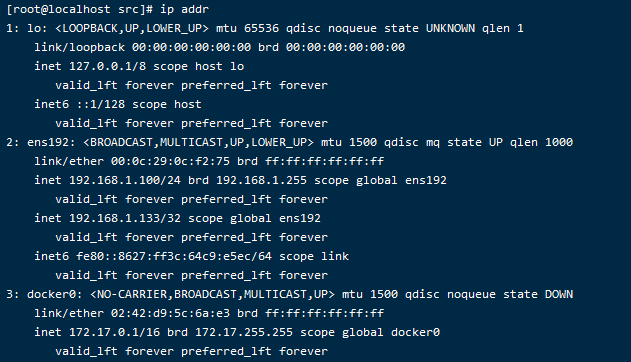 [root@localhost src]# ip addr
1: lo: <LOOPBACK,UP,LOWER_UP> mtu 65536 qdisc noqueue state UNKNOWN qlen 1
    link/loopback 00:00:00:00:00:00 brd 00:00:00:00:00:00
    inet 127.0.0.1/8 scope host lo
       valid_lft forever preferred_lft forever
    inet6 ::1/128 scope host
       valid_lft forever preferred_lft forever
2: ens192: <BROADCAST,MULTICAST,UP,LOWER_UP> mtu 1500 qdisc mq state UP qlen 1000
    link/ether 00:0c:29:0c:f2:75 brd ff:ff:ff:ff:ff:ff
    inet 192.168.1.100/24 brd 192.168.1.255 scope global ens192
       valid_lft forever preferred_lft forever
    inet 192.168.1.133/32 scope global ens192
       valid_lft forever preferred_lft forever
    inet6 fe80::8627:ff3c:64c9:e5ec/64 scope link
       valid_lft forever preferred_lft forever
3: docker0: <NO-CARRIER,BROADCAST,MULTICAST,UP> mtu 1500 qdisc noqueue state DOWN
    link/ether 02:42:d9:5c:6a:e3 brd ff:ff:ff:ff:ff:ff
    inet 172.17.0.1/16 brd 172.17.255.255 scope global docker0
       valid_lft forever preferred_lft forever